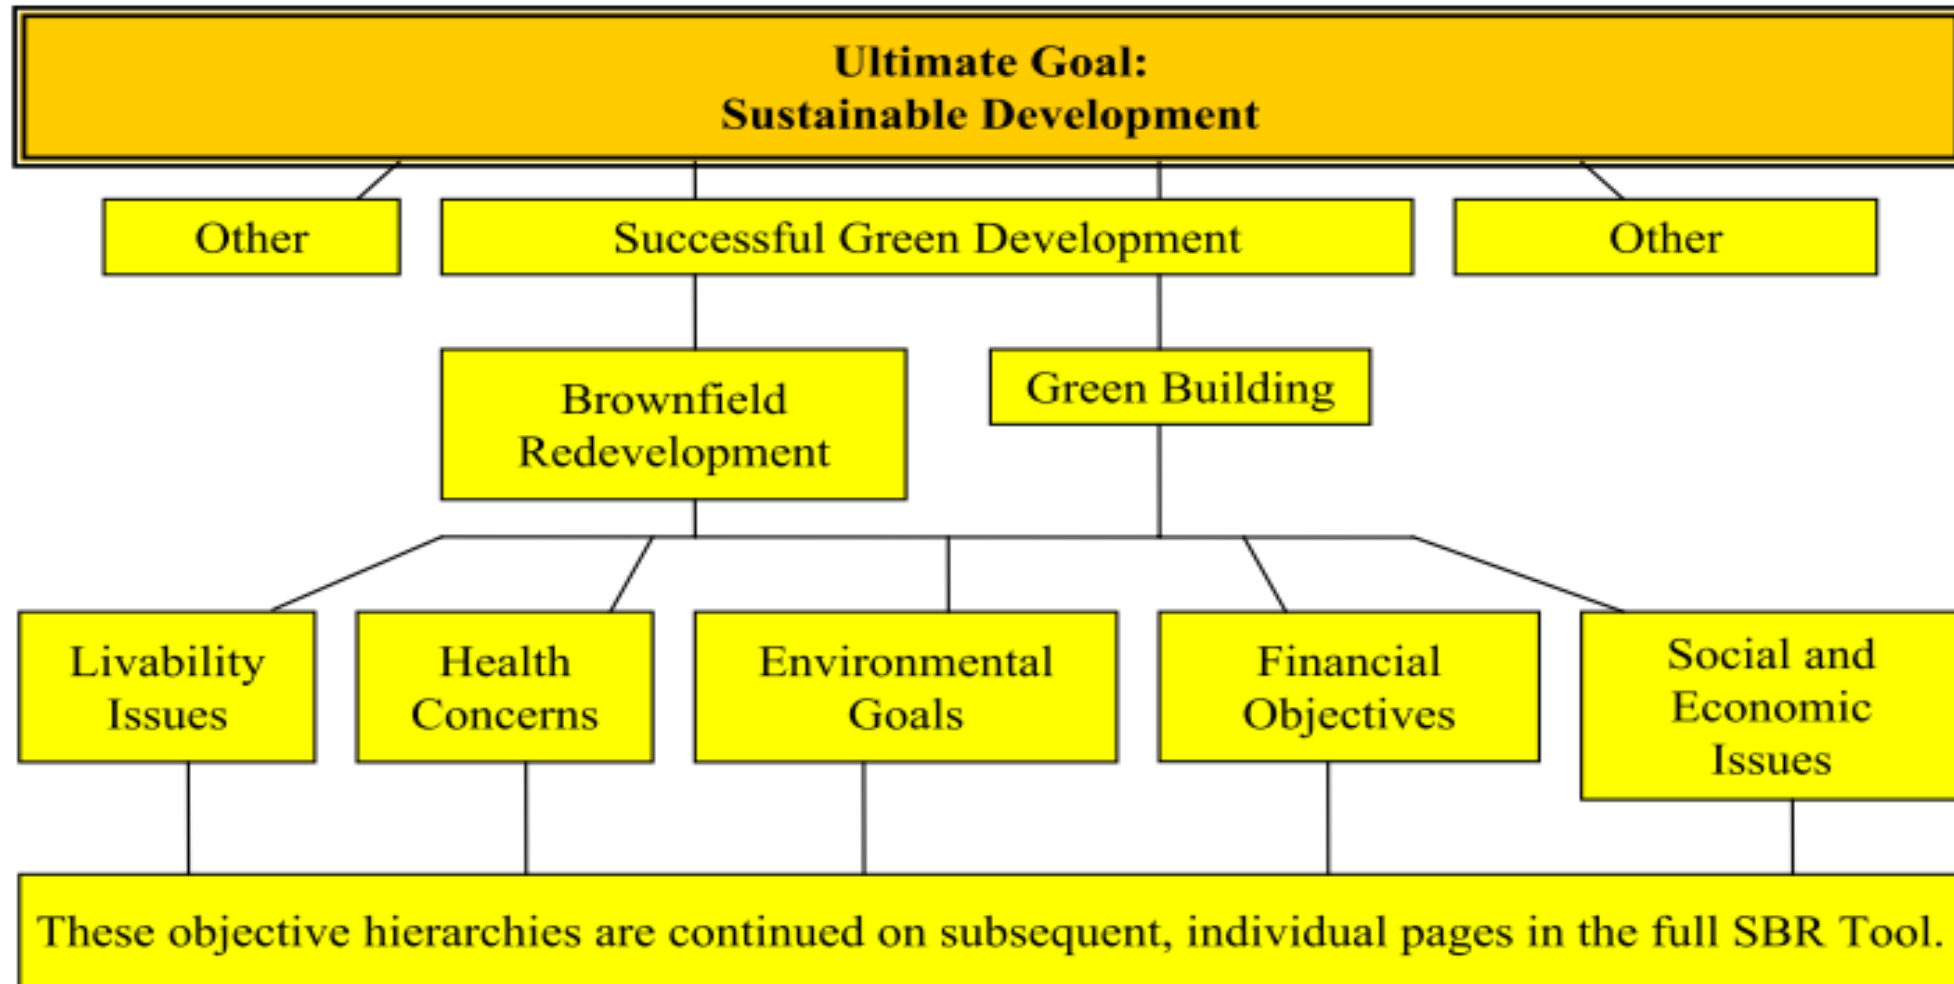 Ultimate Goal:
Sustainable Development
Other
Successful Green Development
Other
Brownfield
Redevelopment
Green Building
Livability
Issues
Health
Concerns
Environmental
Goals
Financial
Objectives
Social and
Economic
Issues
These objective hierarchies are continued on subsequent, individual pages in the full SBR Tool.